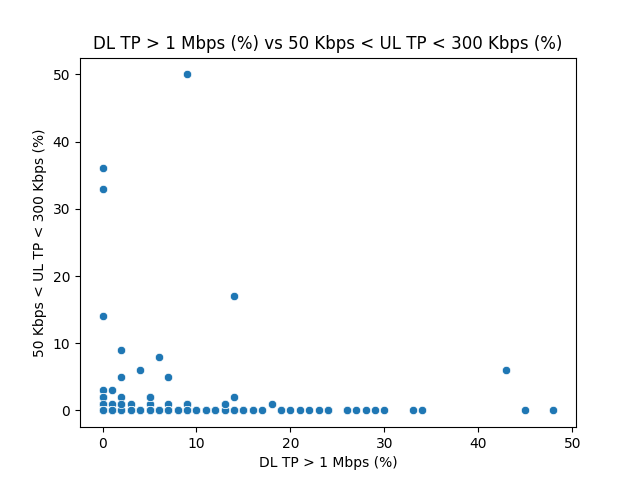 DL TP > 1 Mbps (%) vs 50 Kbps < UL TP < 300 Kbps (%)
50
40
30
20
10
0
50 Kbps < UL TP < 300 Kbps (%)
0 10 20 30 40 50
DL TP > 1 Mbps (%)